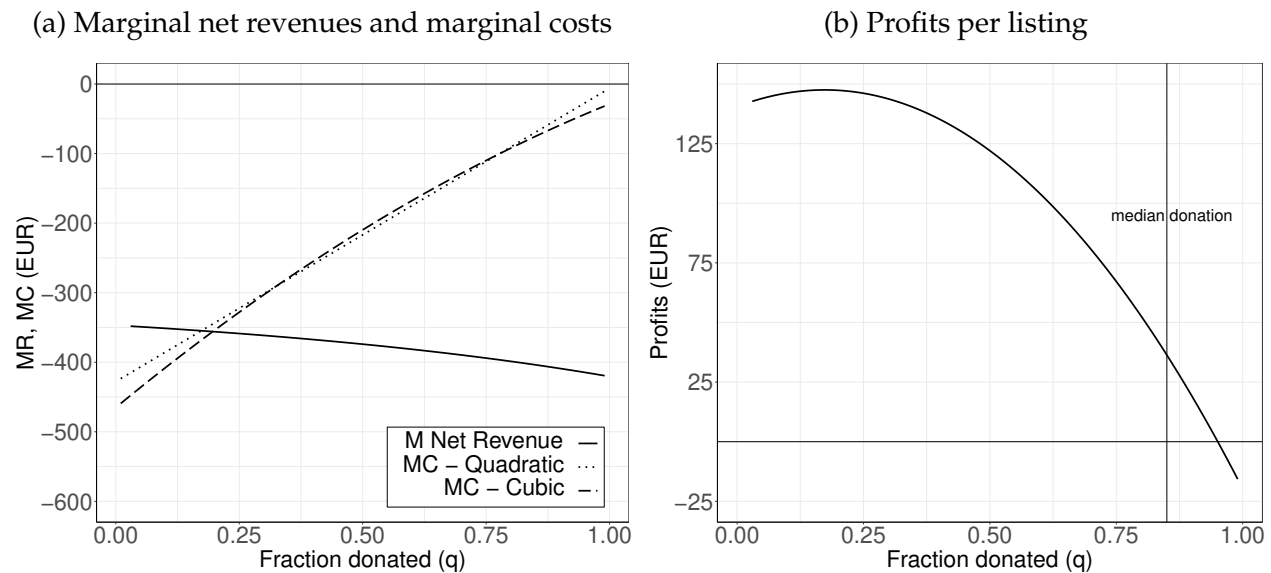 (a) Marginal net revenues and marginal costs
0
−100
−200
−300
−400
−500
−600
MR, MC (EUR)
M Net Revenue
MC − Quadratic
MC − Cubic
0.00 0.25 0.50 0.75 1.00
Fraction donated (q)
(b) Profits per listing
125
75
25
−25
Profits (EUR)
median donation
0.00 0.25 0.50 0.75 1.00
Fraction donated (q)